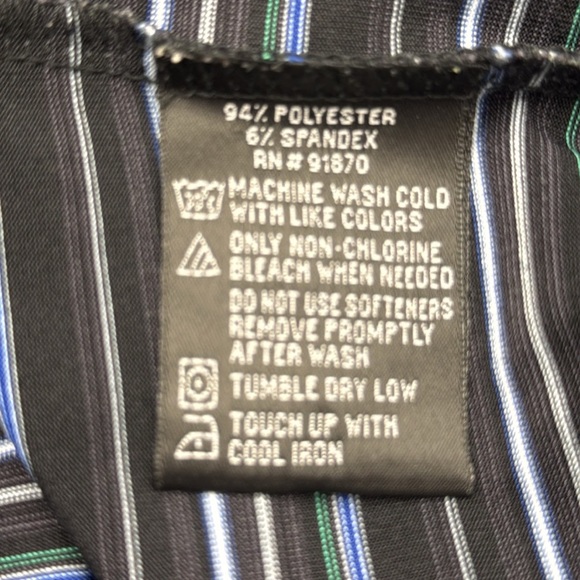 94% POLYESTER
6% SPANDEX
RN # 91870
MACHINE WASH COLD
WITH LIKE COLORS
ONLY NON-CHLORINE
BLEACH WHEN NEEDED
DO NOT USE SOFTENERS
REMOVE PROMPTLY
AFTER WASH
TUMBLE DRY LOW
TOUCH UP WITH
COOL IRON